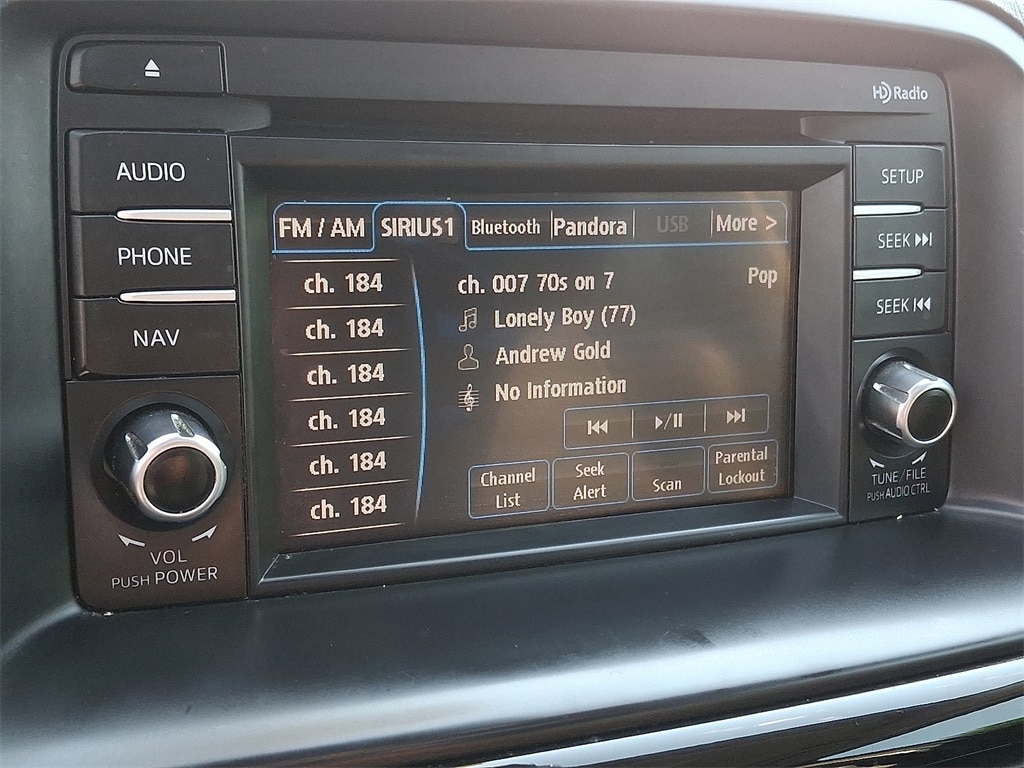 HD Radio
AUDIO
PHONE
NAV
VOL
PUSH POWER
FM / AM
SIRIUS1
Bluetooth
Pandora
USB
More >
ch. 184
ch. 184
ch. 184
ch. 184
ch. 184
ch. 184
ch. 007 70s on 7
Pop
Lonely Boy (77)
Andrew Gold
No Information
Channel
List
Seek
Alert
Scan
Parental
Lockout
SETUP
SEEK
SEEK
TUNE/FILE
PUSH AUDIO CTRL